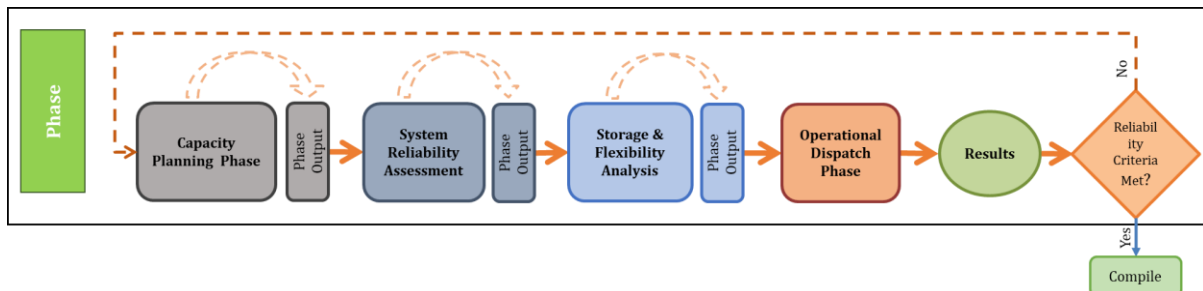 Phase
Capacity
Planning Phase
Phase
Output
System
Reliability
Assessment
Phase
Output
Storage &
Flexibility
Analysis
Phase
Output
Operational
Dispatch
Phase
Results
Reliabil
ity
Criteria
Met?
No
Yes
Compile